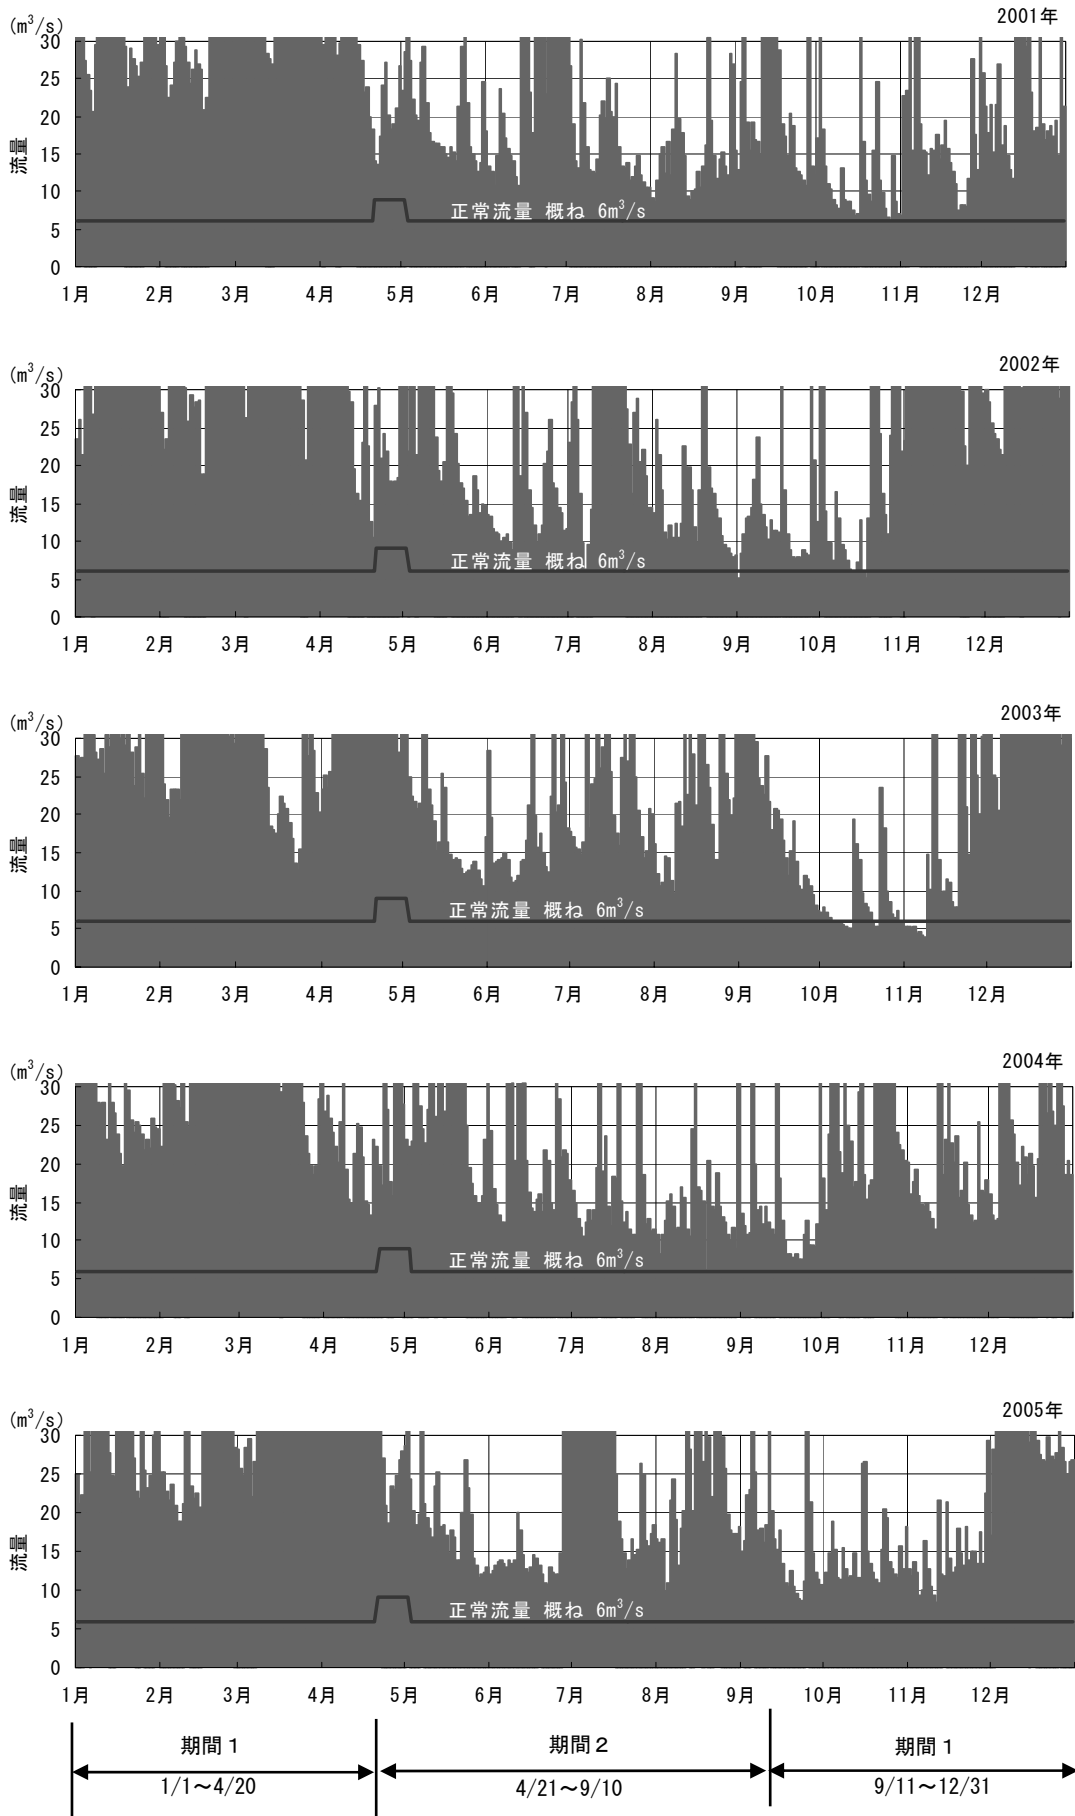 2001年
(m³/s)
30
25
20
15
10
5
0
流量
正常流量 概ね 6m³/s
1月 2月 3月 4月 5月 6月 7月 8月 9月 10月 11月 12月
2002年
(m³/s)
30
25
20
15
10
5
0
流量
正常流量 概ね 6m³/s
1月 2月 3月 4月 5月 6月 7月 8月 9月 10月 11月 12月
2003年
(m³/s)
30
25
20
15
10
5
0
流量
正常流量 概ね 6m³/s
1月 2月 3月 4月 5月 6月 7月 8月 9月 10月 11月 12月
2004年
(m³/s)
30
25
20
15
10
5
0
流量
正常流量 概ね 6m³/s
1月 2月 3月 4月 5月 6月 7月 8月 9月 10月 11月 12月
2005年
(m³/s)
30
25
20
15
10
5
0
流量
正常流量 概ね 6m³/s
1月 2月 3月 4月 5月 6月 7月 8月 9月 10月 11月 12月
期間1 期間2 期間1
1/1～4/20 4/21～9/10 9/11～12/31